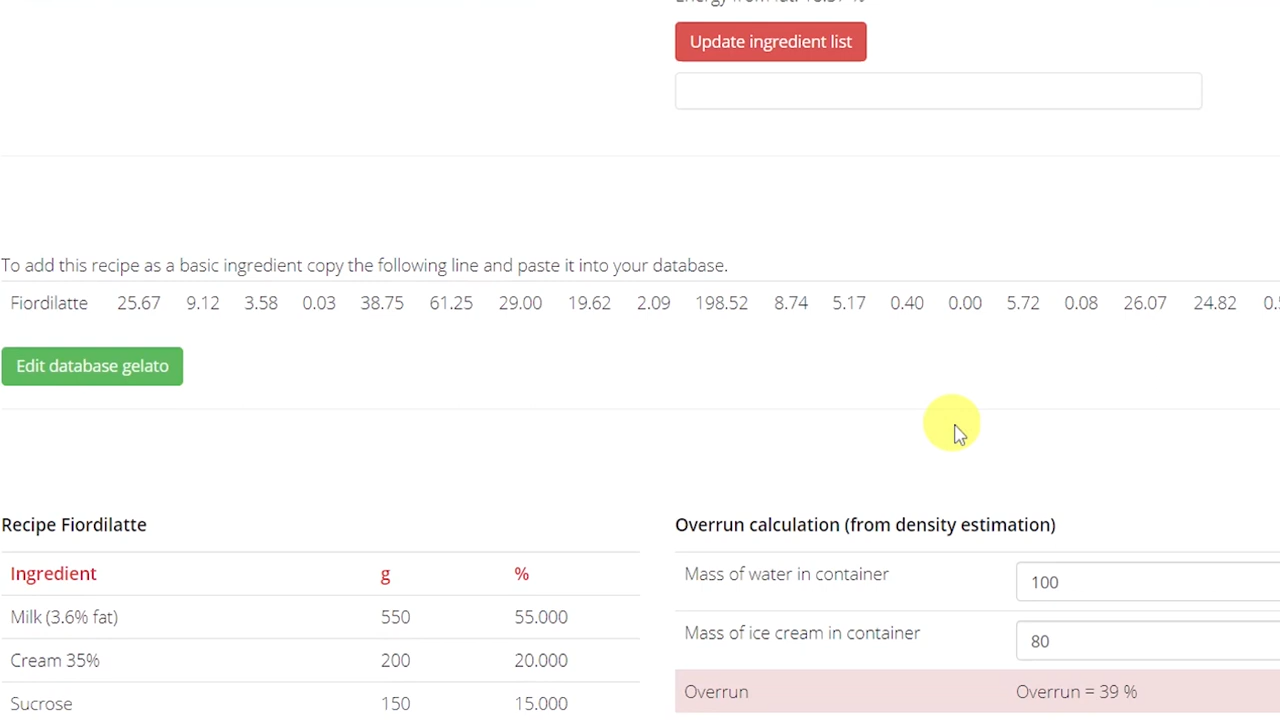 Update ingredient list
To add this recipe as a basic ingredient copy the following line and paste it into your database.
Fiordilatte 25.67 9.12 3.58 0.03 38.75 61.25 29.00 19.62 2.09 198.52 8.74 5.17 0.40 0.00 5.72 0.08 26.07 24.82
Edit database gelato
Recipe Fiordilatte
Ingredient g %
Milk (3.6% fat) 550 55.000
Cream 35% 200 20.000
Sucrose 150 15.000
Overrun calculation (from density estimation)
Mass of water in container 100
Mass of ice cream in container 80
Overrun Overrun = 39 %